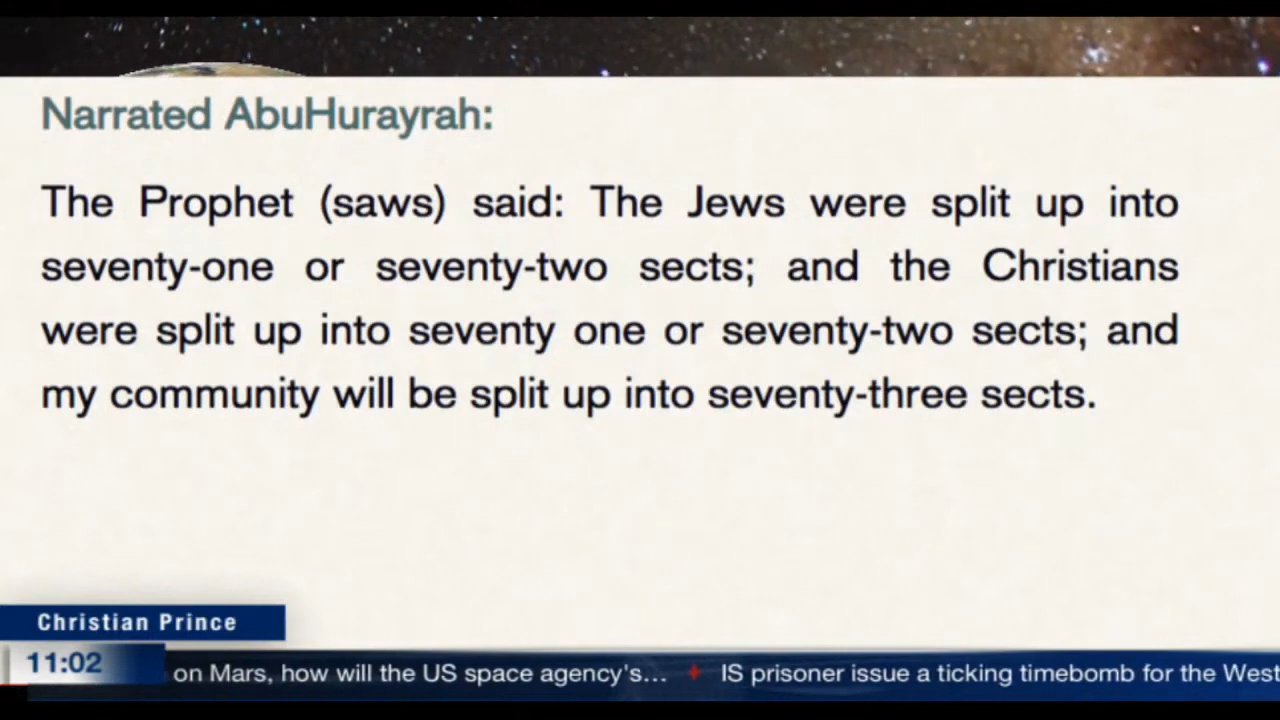 Narrated AbuHurayrah:
The Prophet (saws) said: The Jews were split up into
seventy-one or seventy-two sects; and the Christians
were split up into seventy one or seventy-two sects; and
my community will be split up into seventy-three sects.
Christian Prince
11:02
on Mars, how will the US space agency's... ♦ IS prisoner issue a ticking timebomb for the West